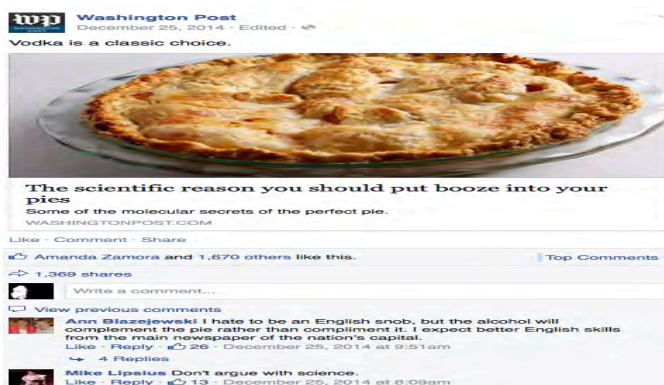 wp
Washington Post
December 25, 2014 · Edited ·
Vodka is a classic choice.
The scientific reason you should put booze into your
pies
Some of the molecular secrets of the perfect pie.
WASHINGTONPOST.COM
Like · Comment · Share
Amanda Zamora and 1,670 others like this.
Top Comments
1,369 shares
Write a comment...
View previous comments
Ann Blazejewski I hate to be an English snob, but the alcohol will
complement the pie rather than compliment it. I expect better English skills
from the main newspaper of the nation's capital.
Like · Reply · 26 · December 25, 2014 at 9:51am
4 Replies
Mike Lipsius Don't argue with science.
Like · Reply · 13 · December 25, 2014 at 8:09am